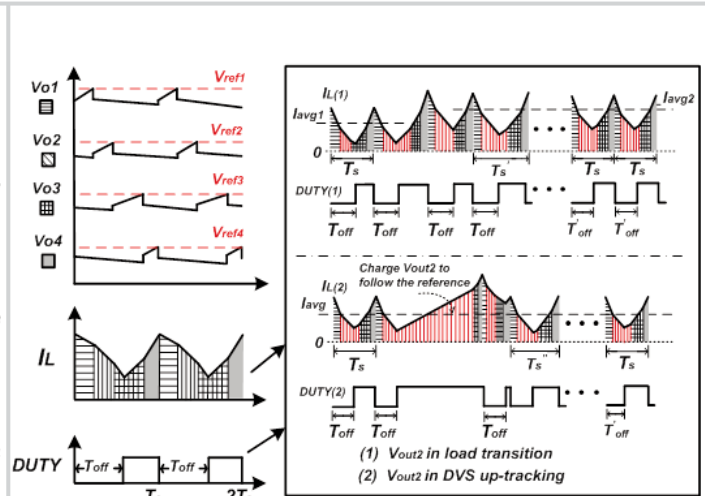 Vo1
Vref1
Vo2
Vref2
Vo3
Vref3
Vo4
Vref4
IL
DUTY
Toff
Toff
IL(1)
Iavg1
Iavg2
0
Ts
Ts'
Ts
Ts
DUTY(1)
Toff
Toff
Toff
Toff
T'off
T'off
Charge Vout2 to
follow the reference
IL(2)
Iavg
0
Ts
Ts''
Ts
DUTY(2)
Toff
Toff
Toff
T'off
(1) Vout2 in load transition
(2) Vout2 in DVS up-tracking